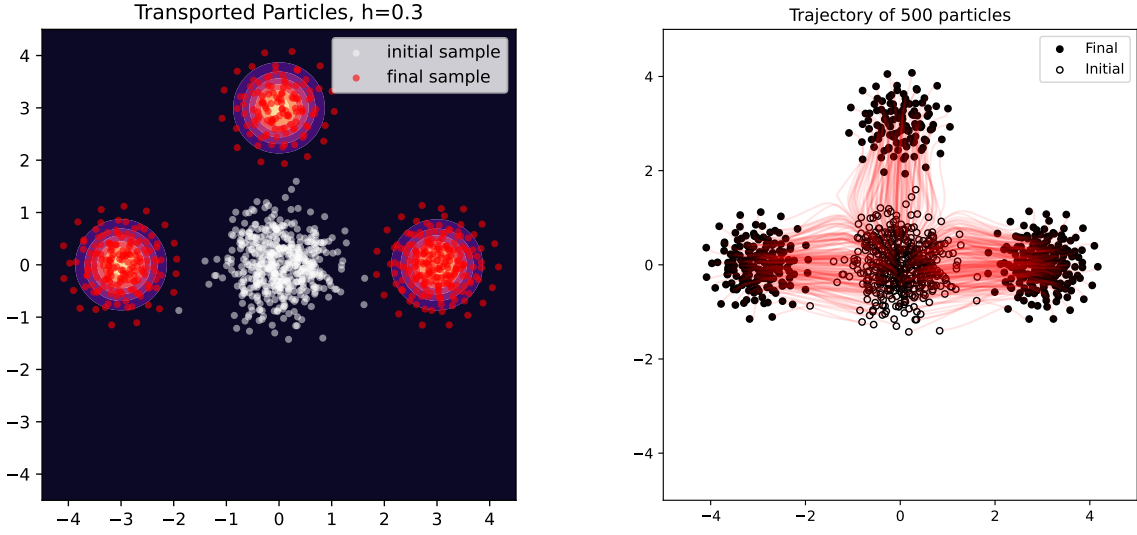 Transported Particles, h=0.3
initial sample
final sample
4
3
2
1
0
−1
−2
−3
−4
−4 −3 −2 −1 0 1 2 3 4
Trajectory of 500 particles
Final
Initial
4
2
0
−2
−4
−4 −2 0 2 4